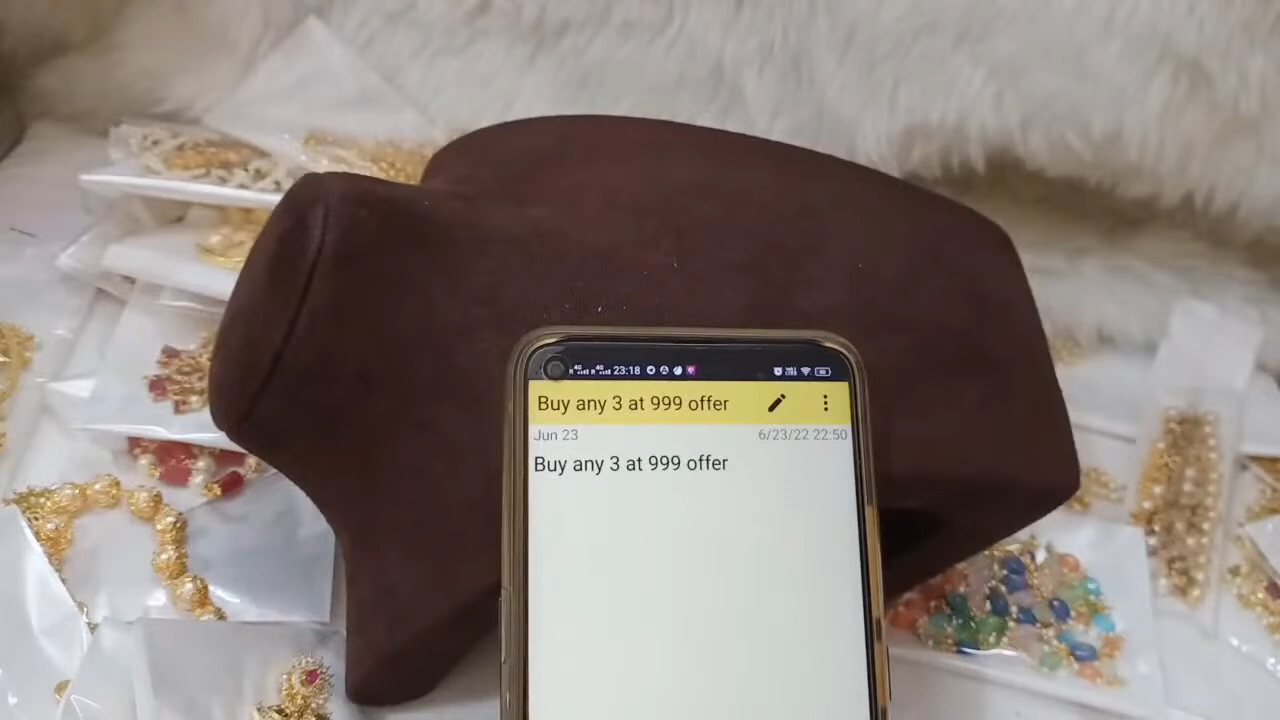 23:18
Buy any 3 at 999 offer
Jun 23
6/23/22 22:50
Buy any 3 at 999 offer